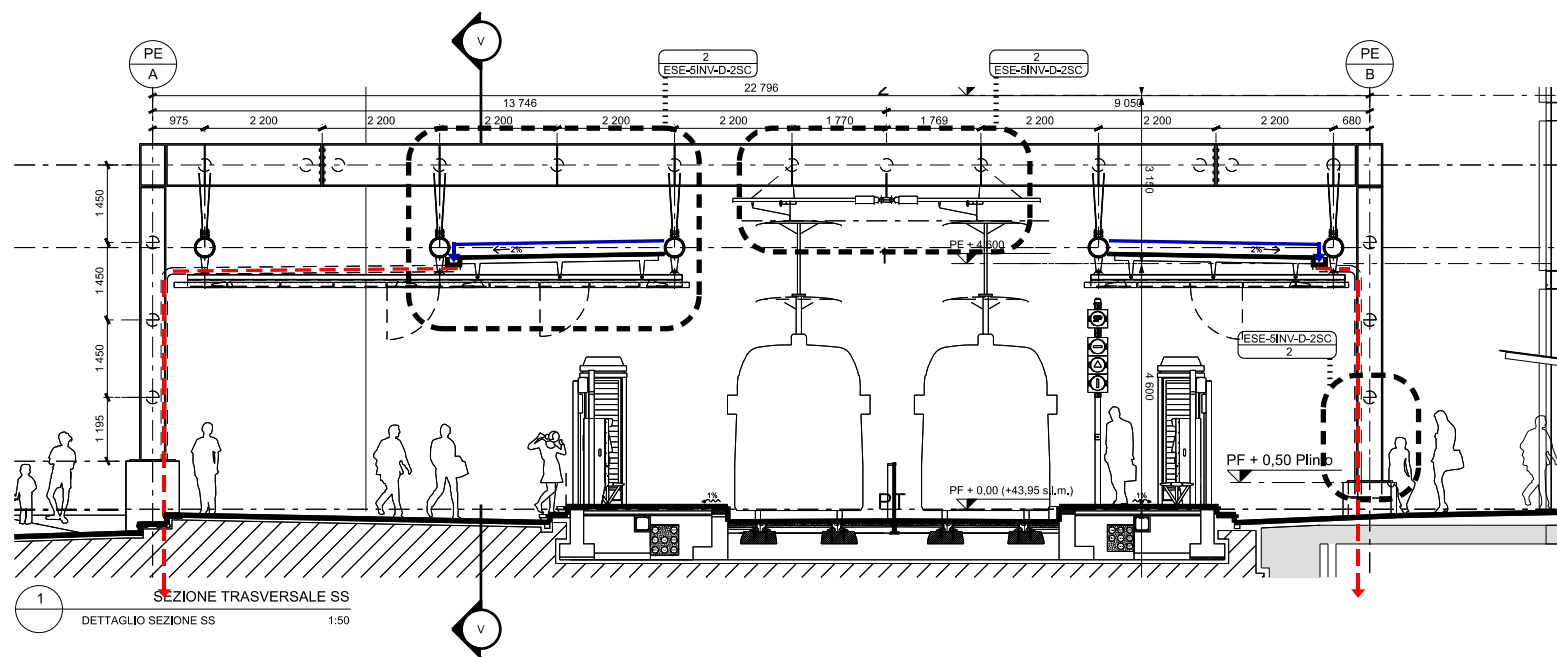 PE
A
V
2
ESE-5INV-D-2SC
2
ESE-5INV-D-2SC
PE
B
22 796
13 746
9 050
975
2 200
2 200
2 200
2 200
2 200
1 770
1 769
2 200
2 200
2 200
680
1 450
3 150
2%
PF + 4,600
2%
1 450
1 450
ESE-5INV-D-2SC
2
4 600
1 195
PF + 0,50 Plinto
1%
PT
PF + 0,00 (+43,95 s.l.m.)
1%
1
SEZIONE TRASVERSALE SS
DETTAGLIO SEZIONE SS
1:50
V